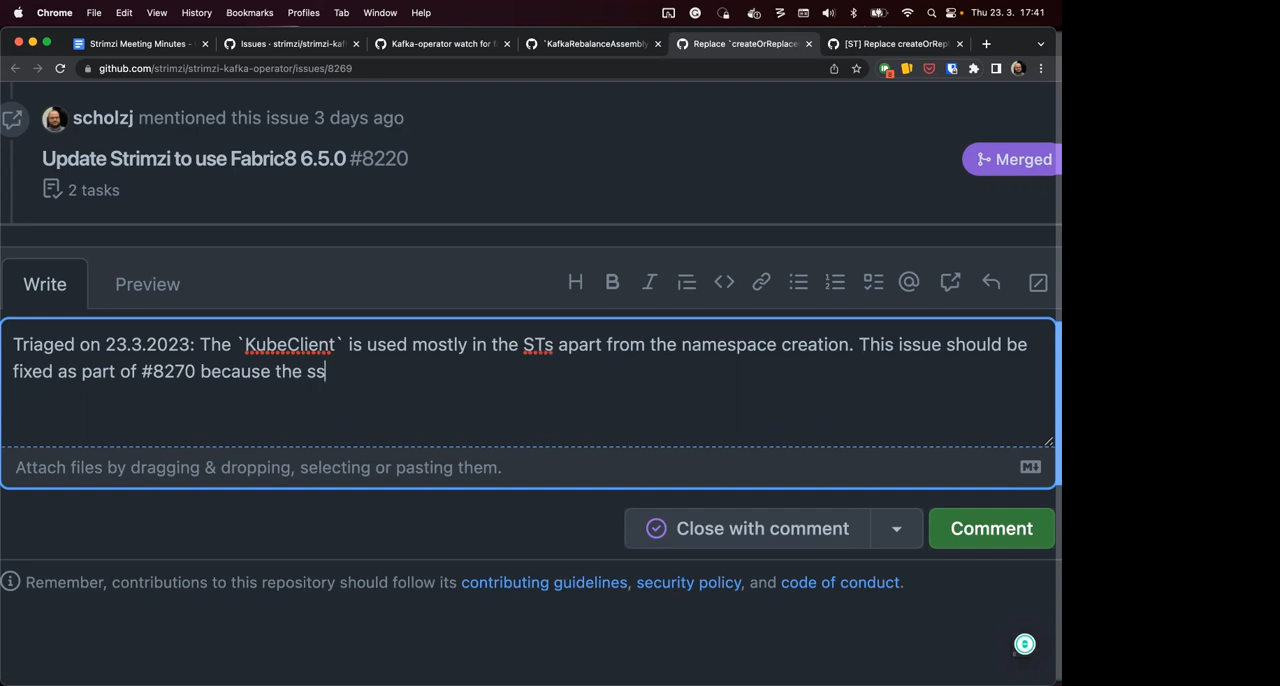 Chrome File Edit View History Bookmarks Profiles Tab Window Help Thu 23. 3. 17:41
Strimzi Meeting Minutes - Issues · strimzi/strimzi-kaf Kafka-operator watch for f `KafkaRebalanceAssembly Replace `createOrReplace [ST] Replace createOrRepl
github.com/strimzi/strimzi-kafka-operator/issues/8269
scholzj mentioned this issue 3 days ago
Update Strimzi to use Fabric8 6.5.0 #8220
Merged
2 tasks
Write Preview
Triaged on 23.3.2023: The `KubeClient` is used mostly in the STs apart from the namespace creation. This issue should be
fixed as part of #8270 because the ss
Attach files by dragging & dropping, selecting or pasting them.
Close with comment Comment
Remember, contributions to this repository should follow its contributing guidelines, security policy, and code of conduct.